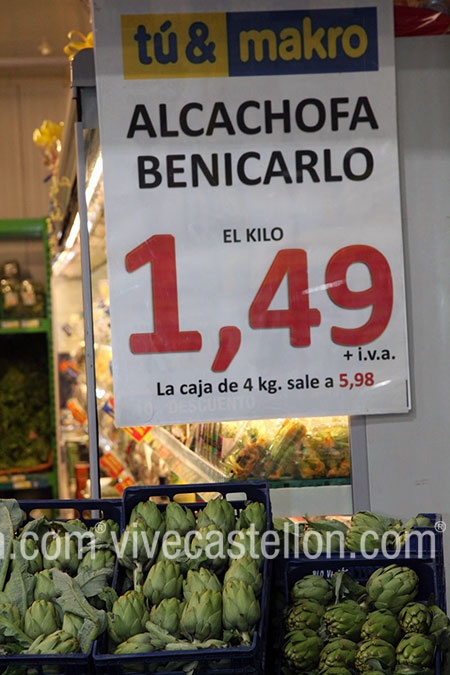 tú & makro
ALCACHOFA
BENICARLO
EL KILO
1,49
+ i.v.a.
La caja de 4 kg. sale a 5,98
DESCUENTO
.com vivecastellon.com